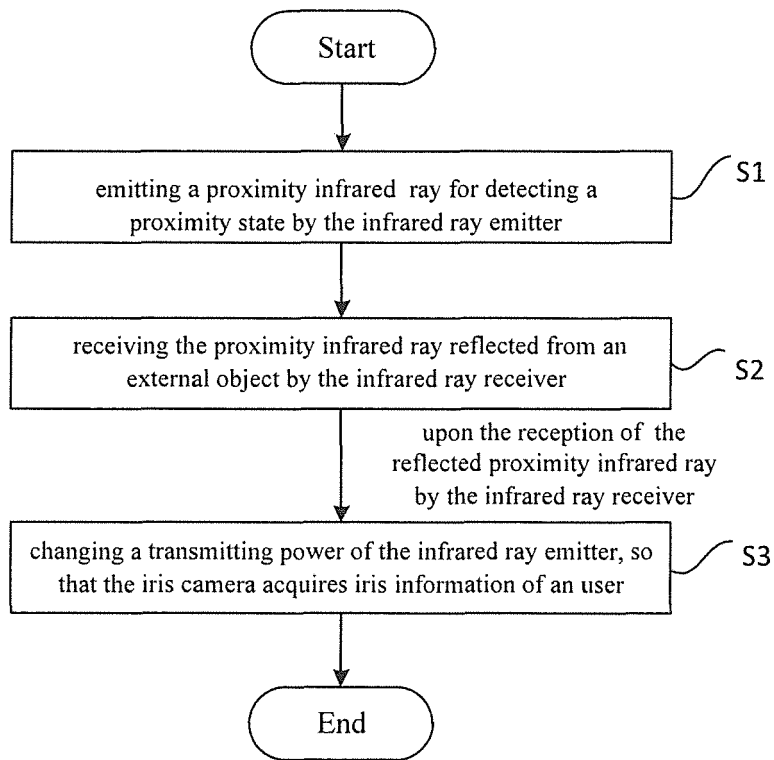 Start
emitting a proximity infrared ray for detecting a
proximity state by the infrared ray emitter
S1
receiving the proximity infrared ray reflected from an
external object by the infrared ray receiver
S2
upon the reception of the
reflected proximity infrared ray
by the infrared ray receiver
changing a transmitting power of the infrared ray emitter, so
that the iris camera acquires iris information of an user
S3
End